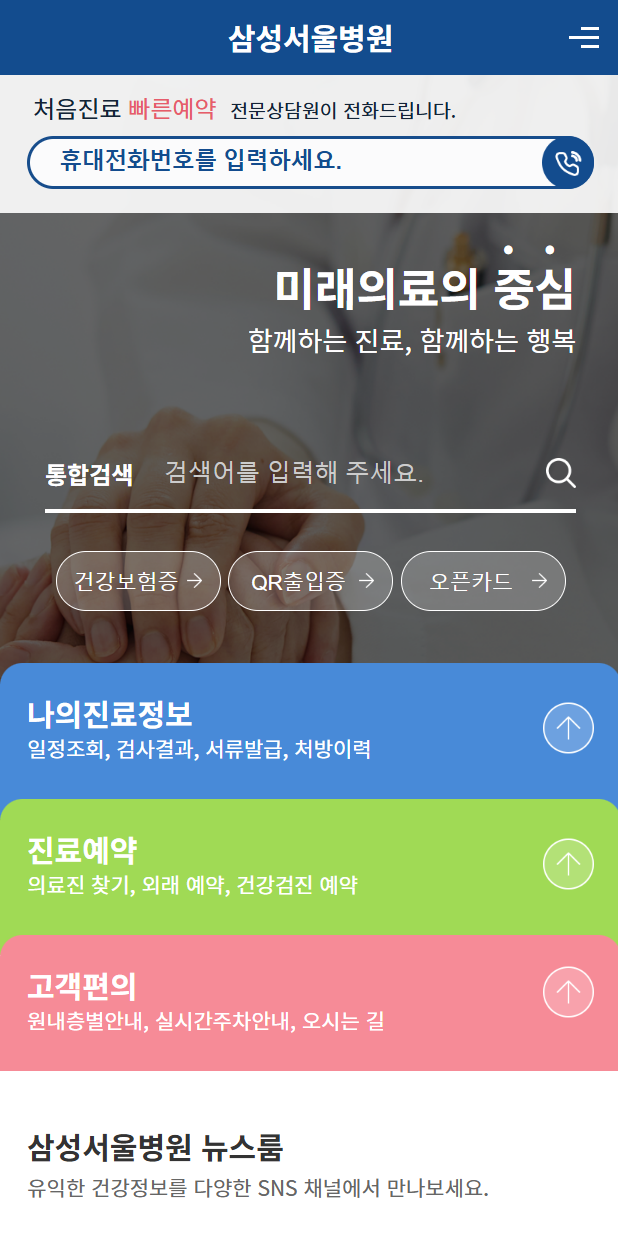 삼성서울병원
처음진료 빠른예약 전문상담원이 전화드립니다.
휴대전화번호를 입력하세요.
미래의료의 중심
함께하는 진료, 함께하는 행복
통합검색 검색어를 입력해 주세요.
건강보험증 QR출입증 오픈카드
나의진료정보
일정조회, 검사결과, 서류발급, 처방이력
진료예약
의료진 찾기, 외래 예약, 건강검진 예약
고객편의
원내층별안내, 실시간주차안내, 오시는 길
삼성서울병원 뉴스룸
유익한 건강정보를 다양한 SNS 채널에서 만나보세요.